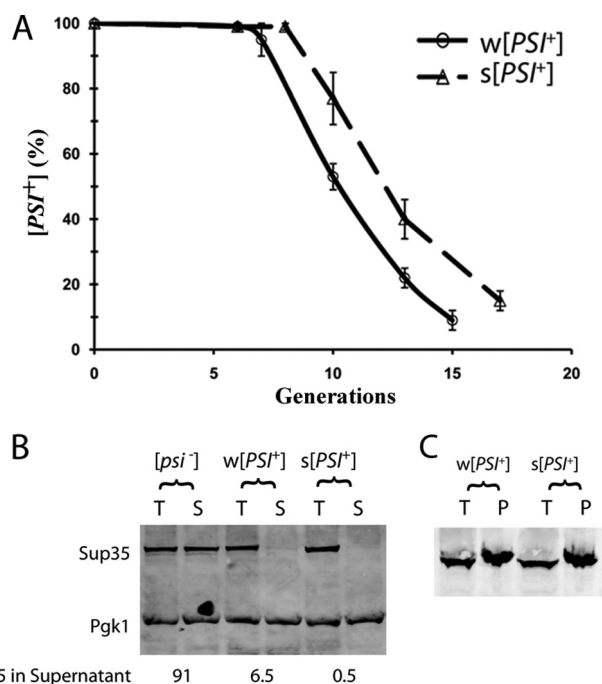 A
w[PSI+]
s[PSI+]
[PSI+] (%)
100
80
60
40
20
0
0 5 10 15 20
Generations
B
[psi -] w[PSI+] s[PSI+]
T S T S T S
Sup35
Pgk1
5 in Supernatant 91 6.5 0.5
C
w[PSI+] s[PSI+]
T P T P